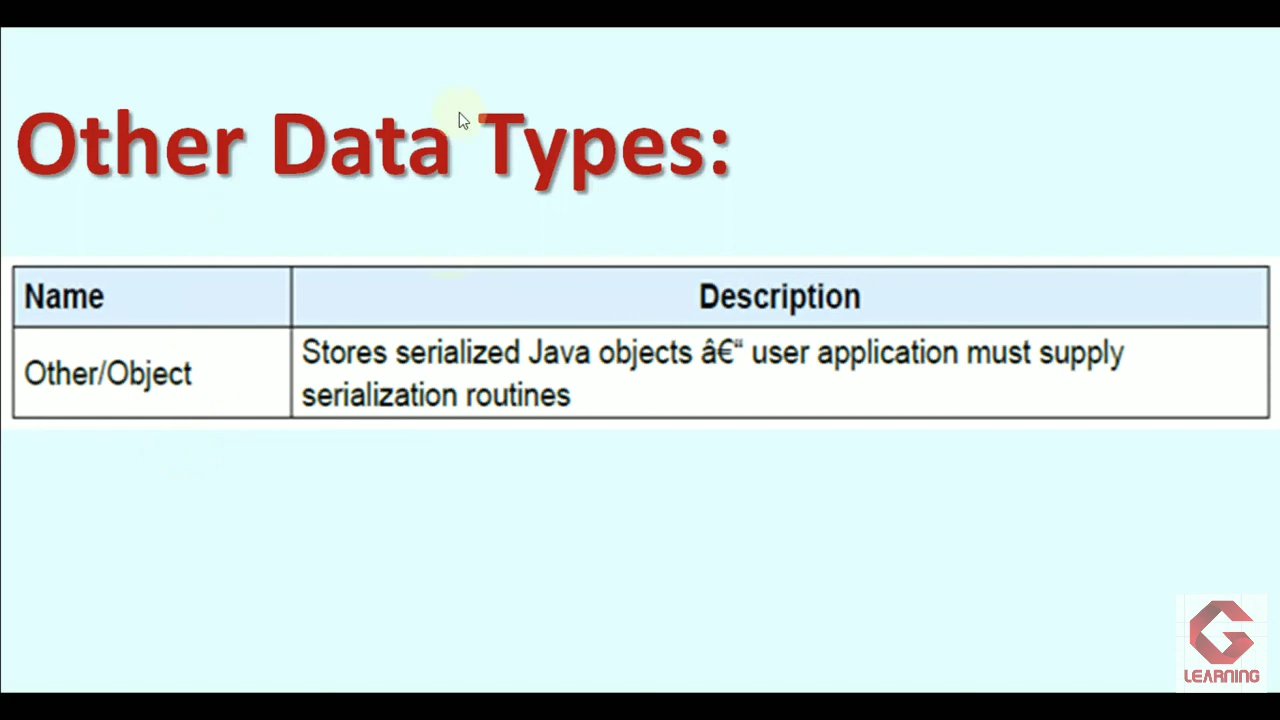 Other Data Types:
Name Description
Other/Object
Stores serialized Java objects â€“ user application must supply
serialization routines
LEARNING